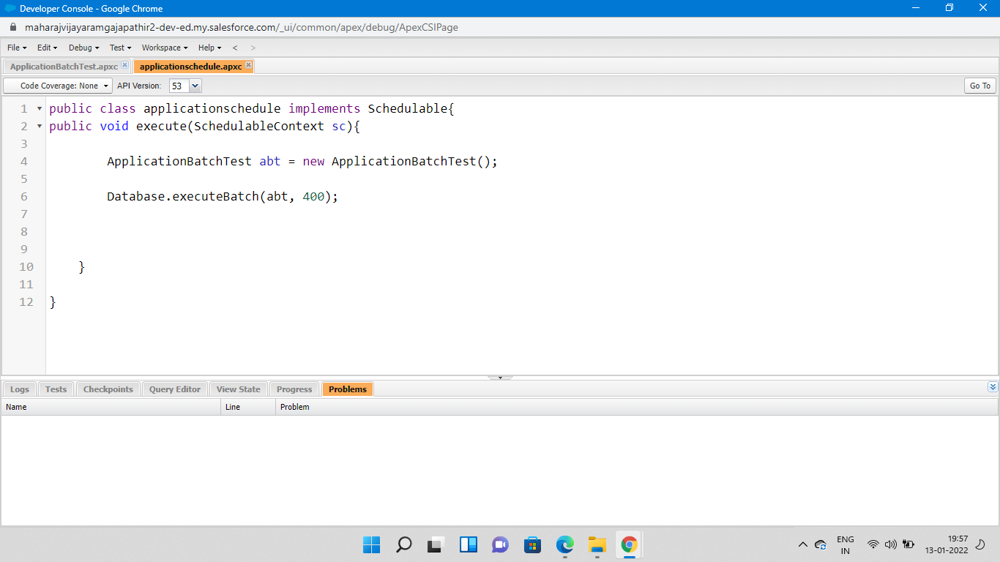 Developer Console - Google Chrome
maharajvijayaramgajapathir2-dev-ed.my.salesforce.com/_ui/common/apex/debug/ApexCSIPage
File Edit Debug Test Workspace Help < >
ApplicationBatchTest.apxc applicationschedule.apxc
Code Coverage: None API Version: 53 Go To
1 public class applicationschedule implements Schedulable{
2 public void execute(SchedulableContext sc){
3
4 ApplicationBatchTest abt = new ApplicationBatchTest();
5
6 Database.executeBatch(abt, 400);
7
8
9
10 }
11
12 }
Logs Tests Checkpoints Query Editor View State Progress Problems
Name Line Problem
ENG 19:57
IN 13-01-2022